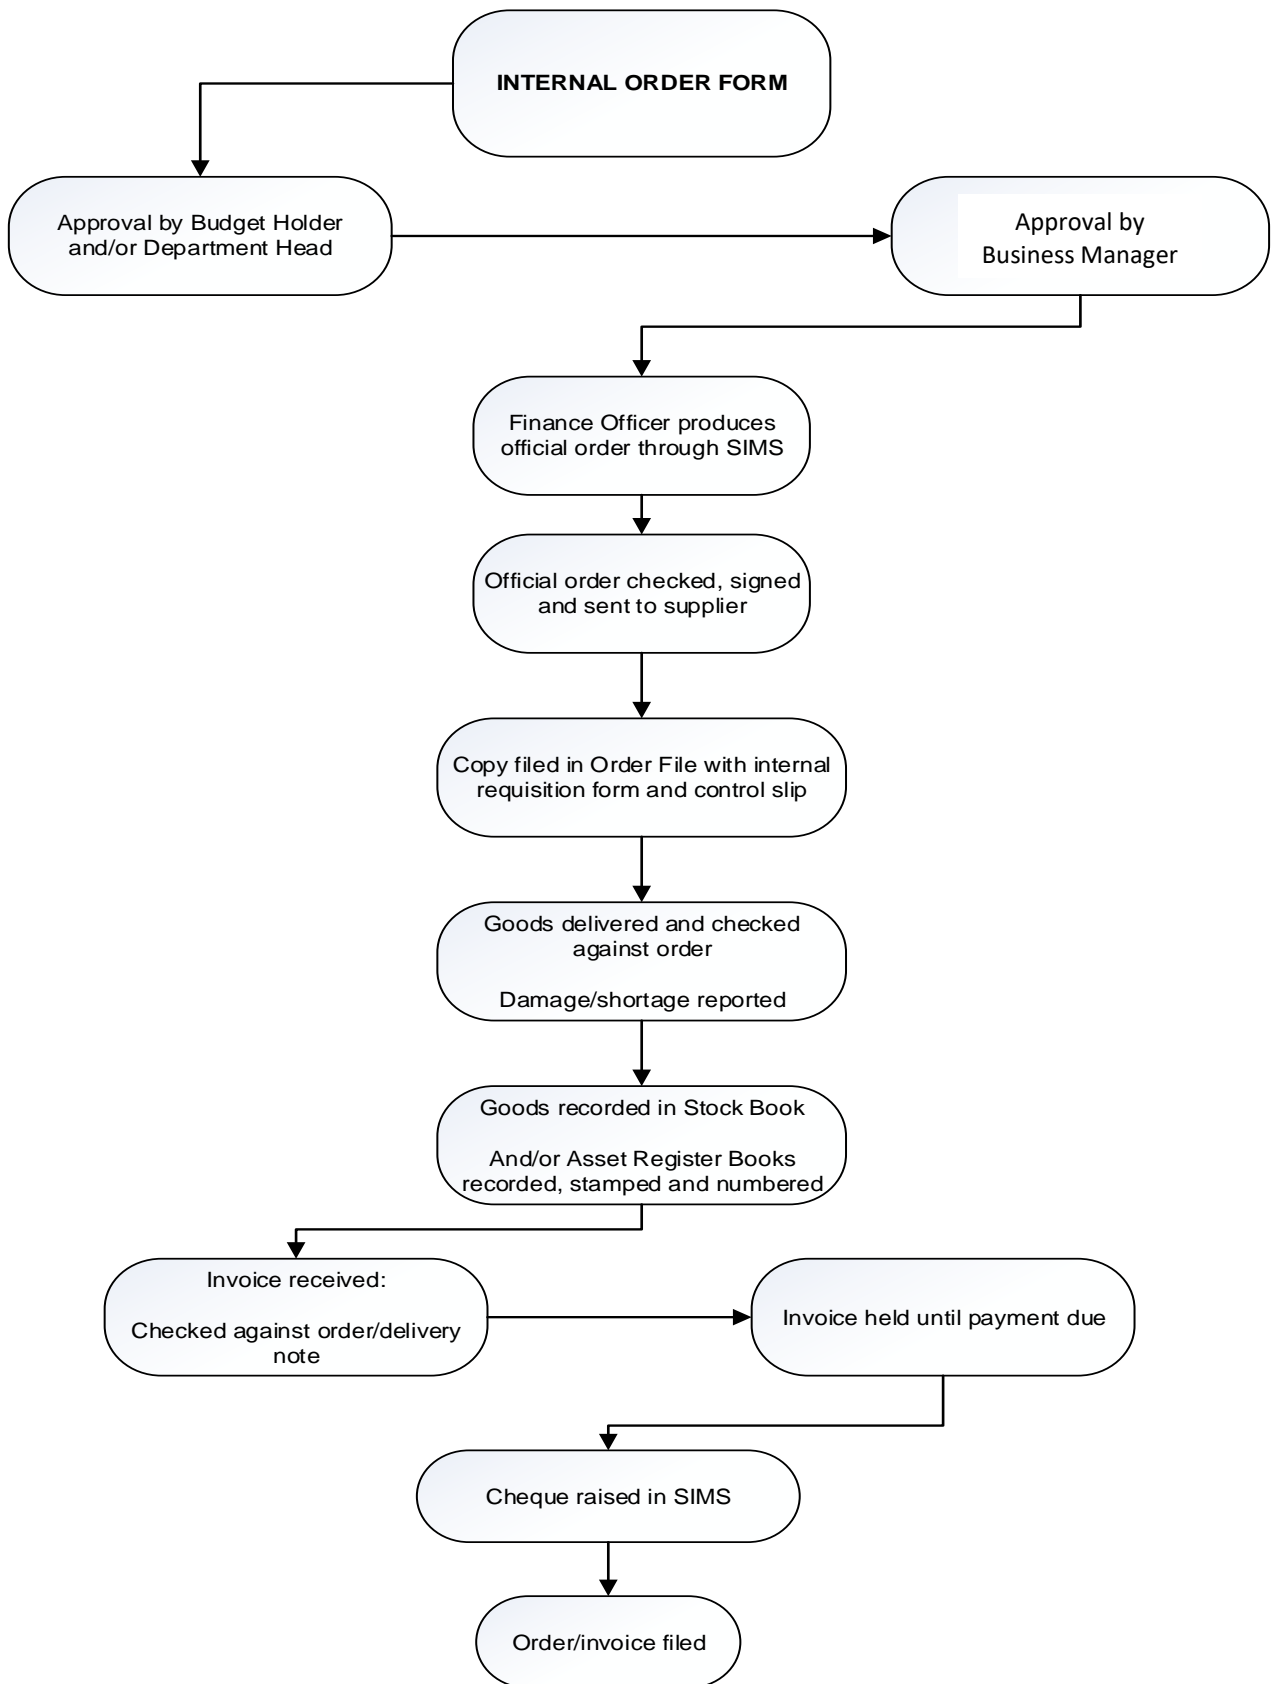 INTERNAL ORDER FORM
Approval by Budget Holder
and/or Department Head
Approval by
Business Manager
Finance Officer produces
official order through SIMS
Official order checked, signed
and sent to supplier
Copy filed in Order File with internal
requisition form and control slip
Goods delivered and checked
against order
Damage/shortage reported
Goods recorded in Stock Book
And/or Asset Register Books
recorded, stamped and numbered
Invoice received:
Checked against order/delivery
note
Invoice held until payment due
Cheque raised in SIMS
Order/invoice filed